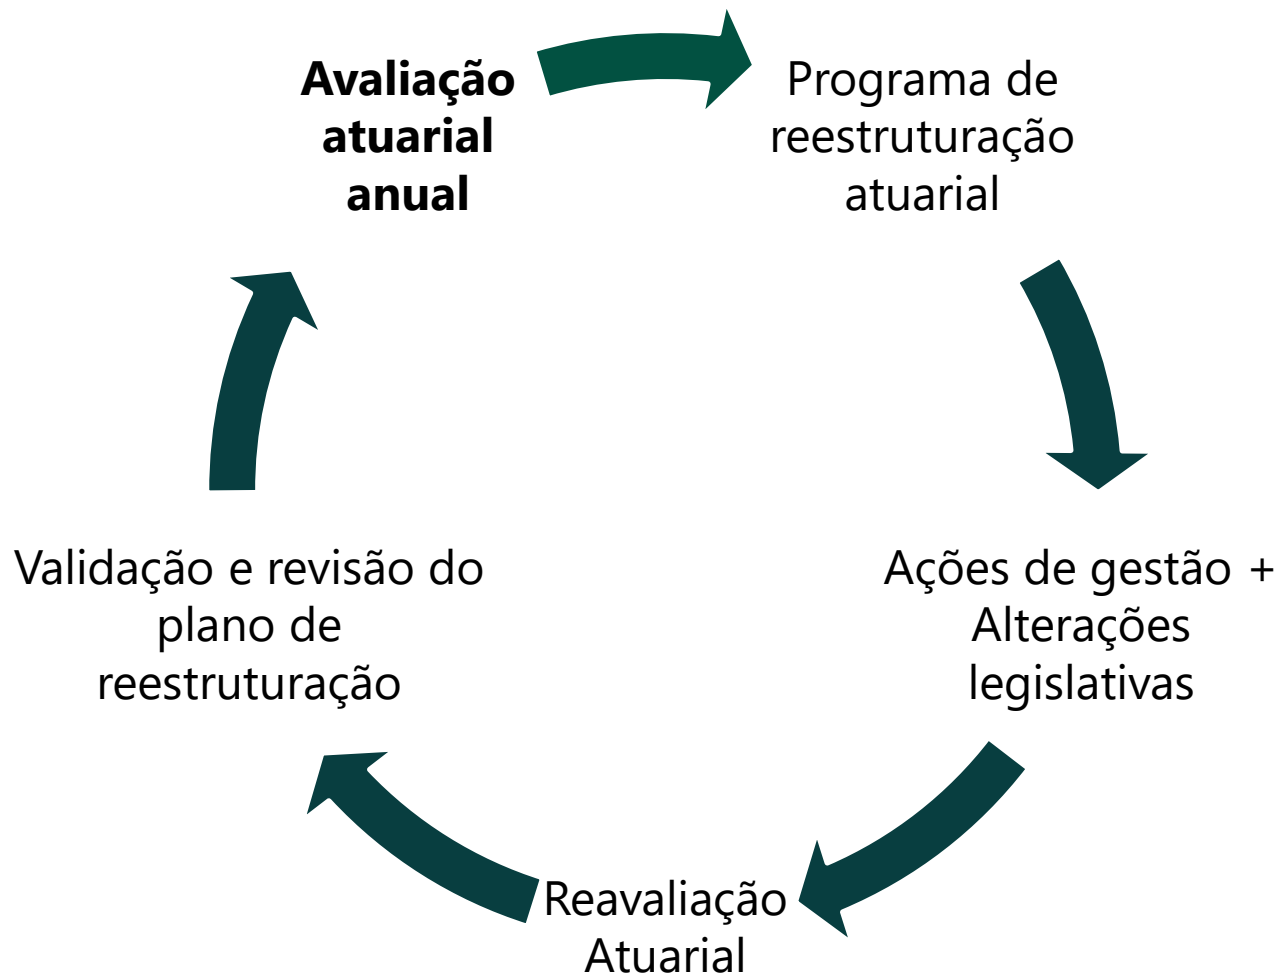 Avaliação
atuarial
anual
Programa de
reestruturação
atuarial
Ações de gestão +
Alterações
legislativas
Reavaliação
Atuarial
Validação e revisão do
plano de
reestruturação